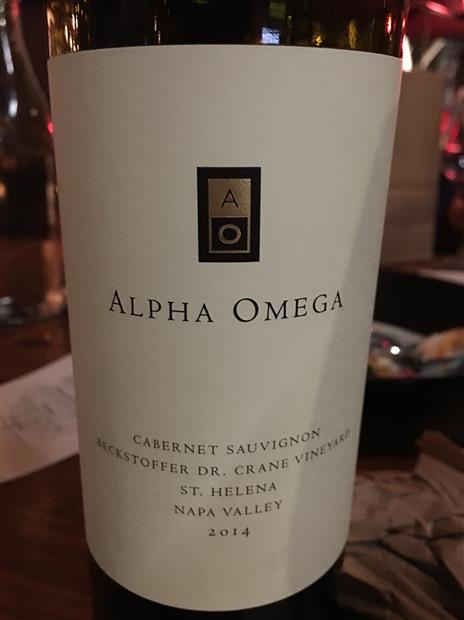 A
O
ALPHA OMEGA
CABERNET SAUVIGNON
BECKSTOFFER DR. CRANE VINEYARD
ST. HELENA
NAPA VALLEY
2014